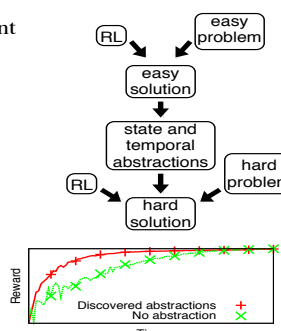 RL
easy
problem
easy
solution
state and
temporal
abstractions
RL
hard
problem
hard
solution
Reward
Discovered abstractions
No abstraction